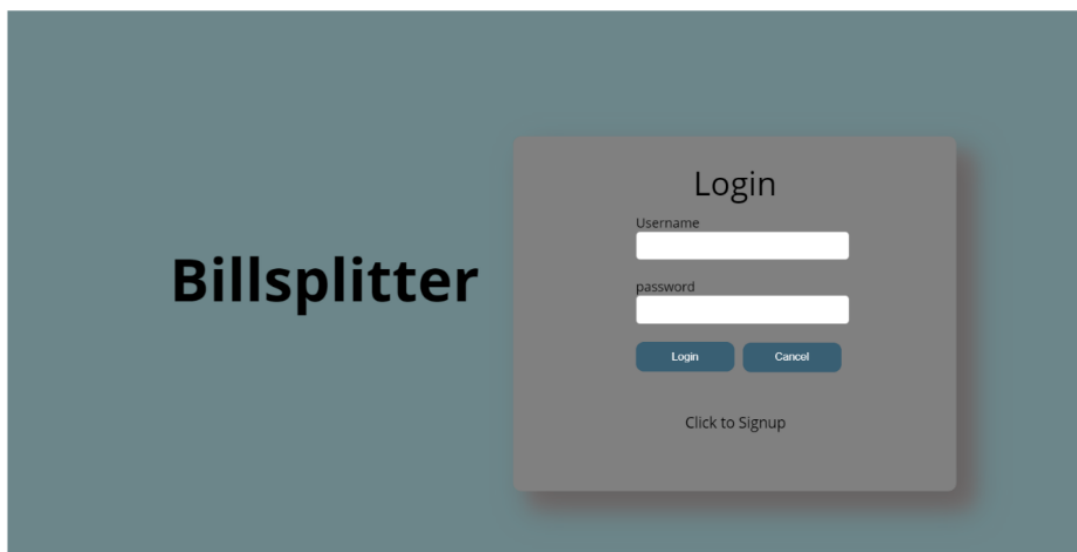 Billsplitter
Login
Username
password
Login Cancel
Click to Signup